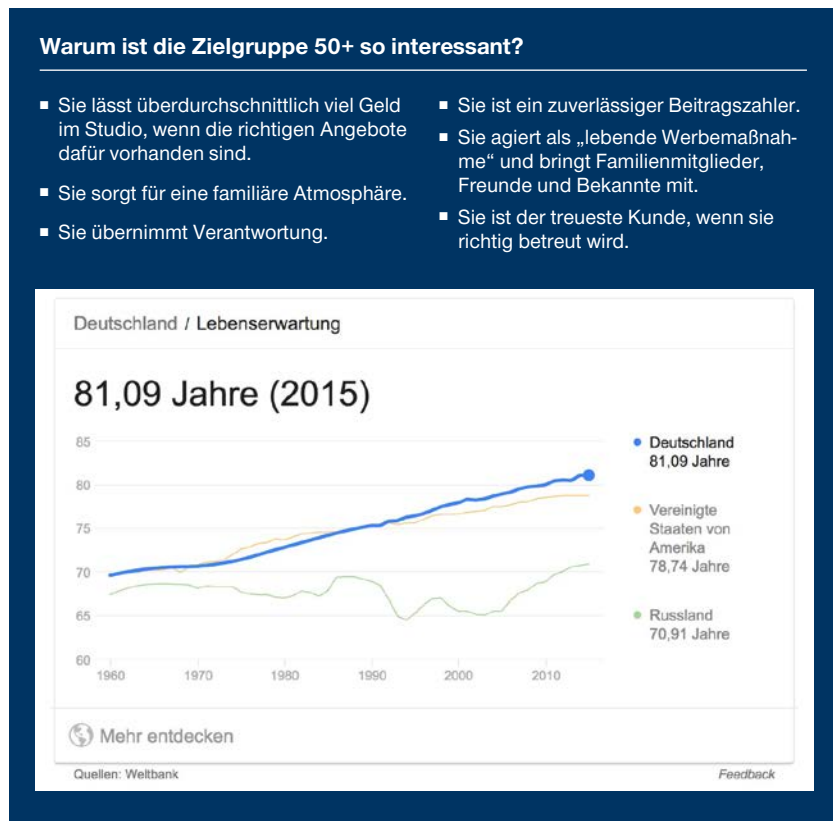 Warum ist die Zielgruppe 50+ so interessant?
▪ Sie lässt überdurchschnittlich viel Geld
im Studio, wenn die richtigen Angebote
dafür vorhanden sind.
▪ Sie sorgt für eine familiäre Atmosphäre.
▪ Sie übernimmt Verantwortung.
▪ Sie ist ein zuverlässiger Beitragszahler.
▪ Sie agiert als „lebende Werbemaßnah-
me“ und bringt Familienmitglieder,
Freunde und Bekannte mit.
▪ Sie ist der treueste Kunde, wenn sie
richtig betreut wird.
Deutschland / Lebenserwartung
81,09 Jahre (2015)
85
80
75
70
65
60
1960 1970 1980 1990 2000 2010
Deutschland
81,09 Jahre
Vereinigte
Staaten von
Amerika
78,74 Jahre
Russland
70,91 Jahre
Mehr entdecken
Quellen: Weltbank
Feedback